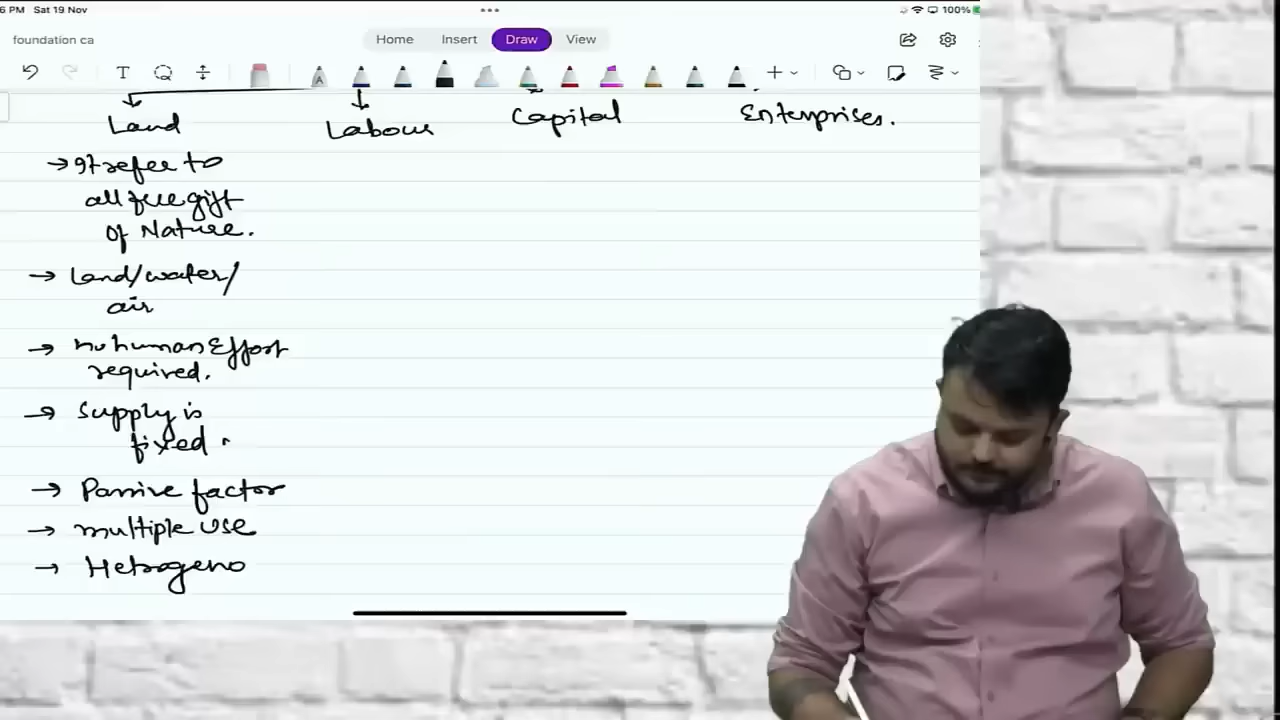 6 PM Sat 19 Nov
100%
foundation ca
Home Insert Draw View
Land Labour Capital Enterprises.
→ It refer to
all free gift
of Nature.
→ Land/water/
air
→ no human Effort
required.
→ Supply is
fixed.
→ Passive factor
→ multiple use
→ Hetrogeno